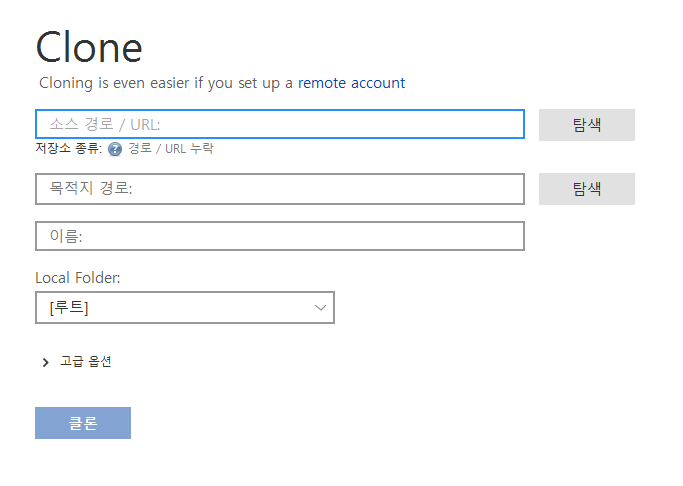 Clone
Cloning is even easier if you set up a remote account
소스 경로 / URL:
탐색
저장소 종류: ? 경로 / URL 누락
목적지 경로:
탐색
이름:
Local Folder:
[루트]
고급 옵션
클론